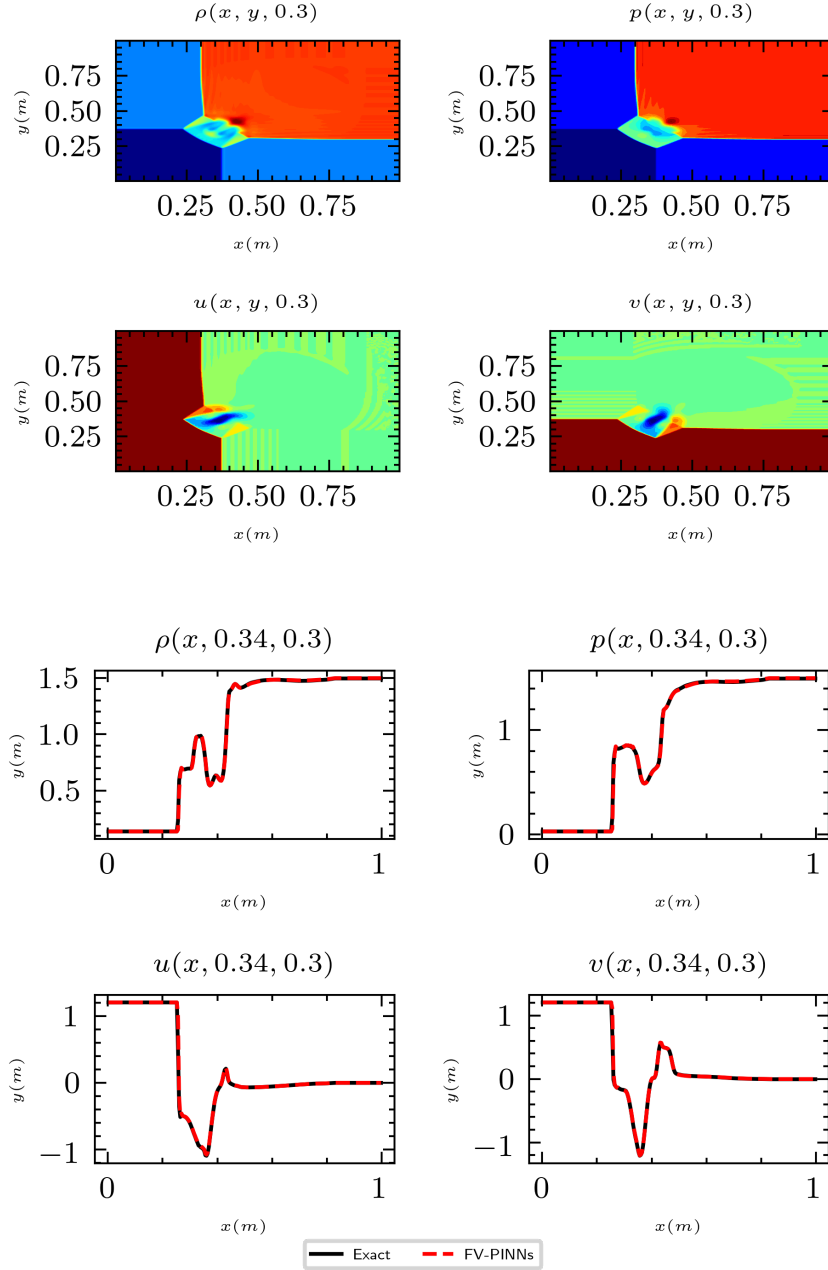 ρ(x, y, 0.3) p(x, y, 0.3)
0.75 0.75
0.50 0.50
0.25 0.25
y(m) y(m)
0.25 0.50 0.75 0.25 0.50 0.75
x(m) x(m)
u(x, y, 0.3) v(x, y, 0.3)
0.75 0.75
0.50 0.50
0.25 0.25
y(m) y(m)
0.25 0.50 0.75 0.25 0.50 0.75
x(m) x(m)
ρ(x, 0.34, 0.3) p(x, 0.34, 0.3)
1.5
1.0 1
0.5
0
y(m) y(m)
0 1 0 1
x(m) x(m)
u(x, 0.34, 0.3) v(x, 0.34, 0.3)
1 1
0 0
−1 −1
y(m) y(m)
0 1 0 1
x(m) x(m)
Exact FV-PINNs